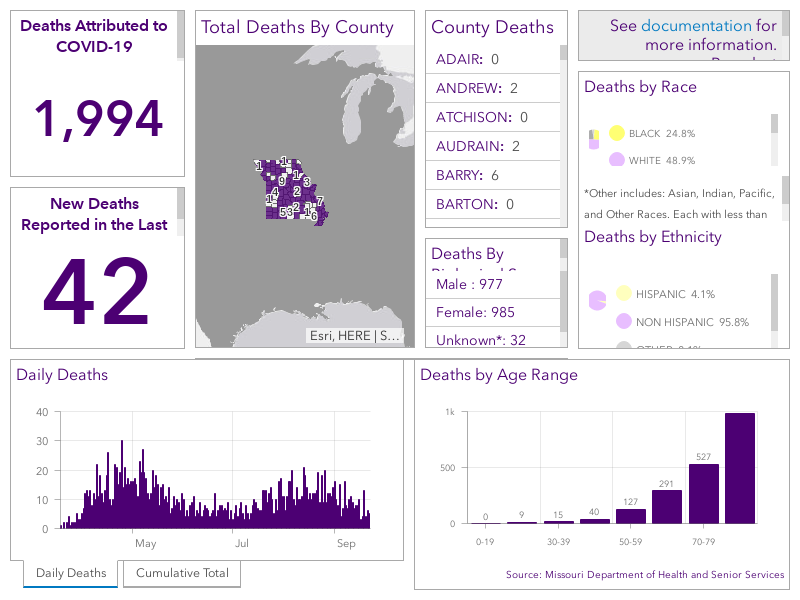 Deaths Attributed to
COVID-19
1,994
New Deaths
Reported in the Last
42
Total Deaths By County
1
1
1
9
3
4
2
1
7
2
5
3
1
6
Esri, HERE | S...
County Deaths
ADAIR: 0
ANDREW: 2
ATCHISON: 0
AUDRAIN: 2
BARRY: 6
BARTON: 0
Deaths By
Male : 977
Female: 985
Unknown*: 32
See documentation for
more information.
Deaths by Race
BLACK 24.8%
WHITE 48.9%
*Other includes: Asian, Indian, Pacific,
and Other Races. Each with less than
Deaths by Ethnicity
HISPANIC 4.1%
NON HISPANIC 95.8%
Daily Deaths
40
30
20
10
0
May
Jul
Sep
Daily Deaths
Cumulative Total
Deaths by Age Range
1k
500
0
0
9
15
40
127
291
527
0-19
30-39
50-59
70-79
Source: Missouri Department of Health and Senior Services